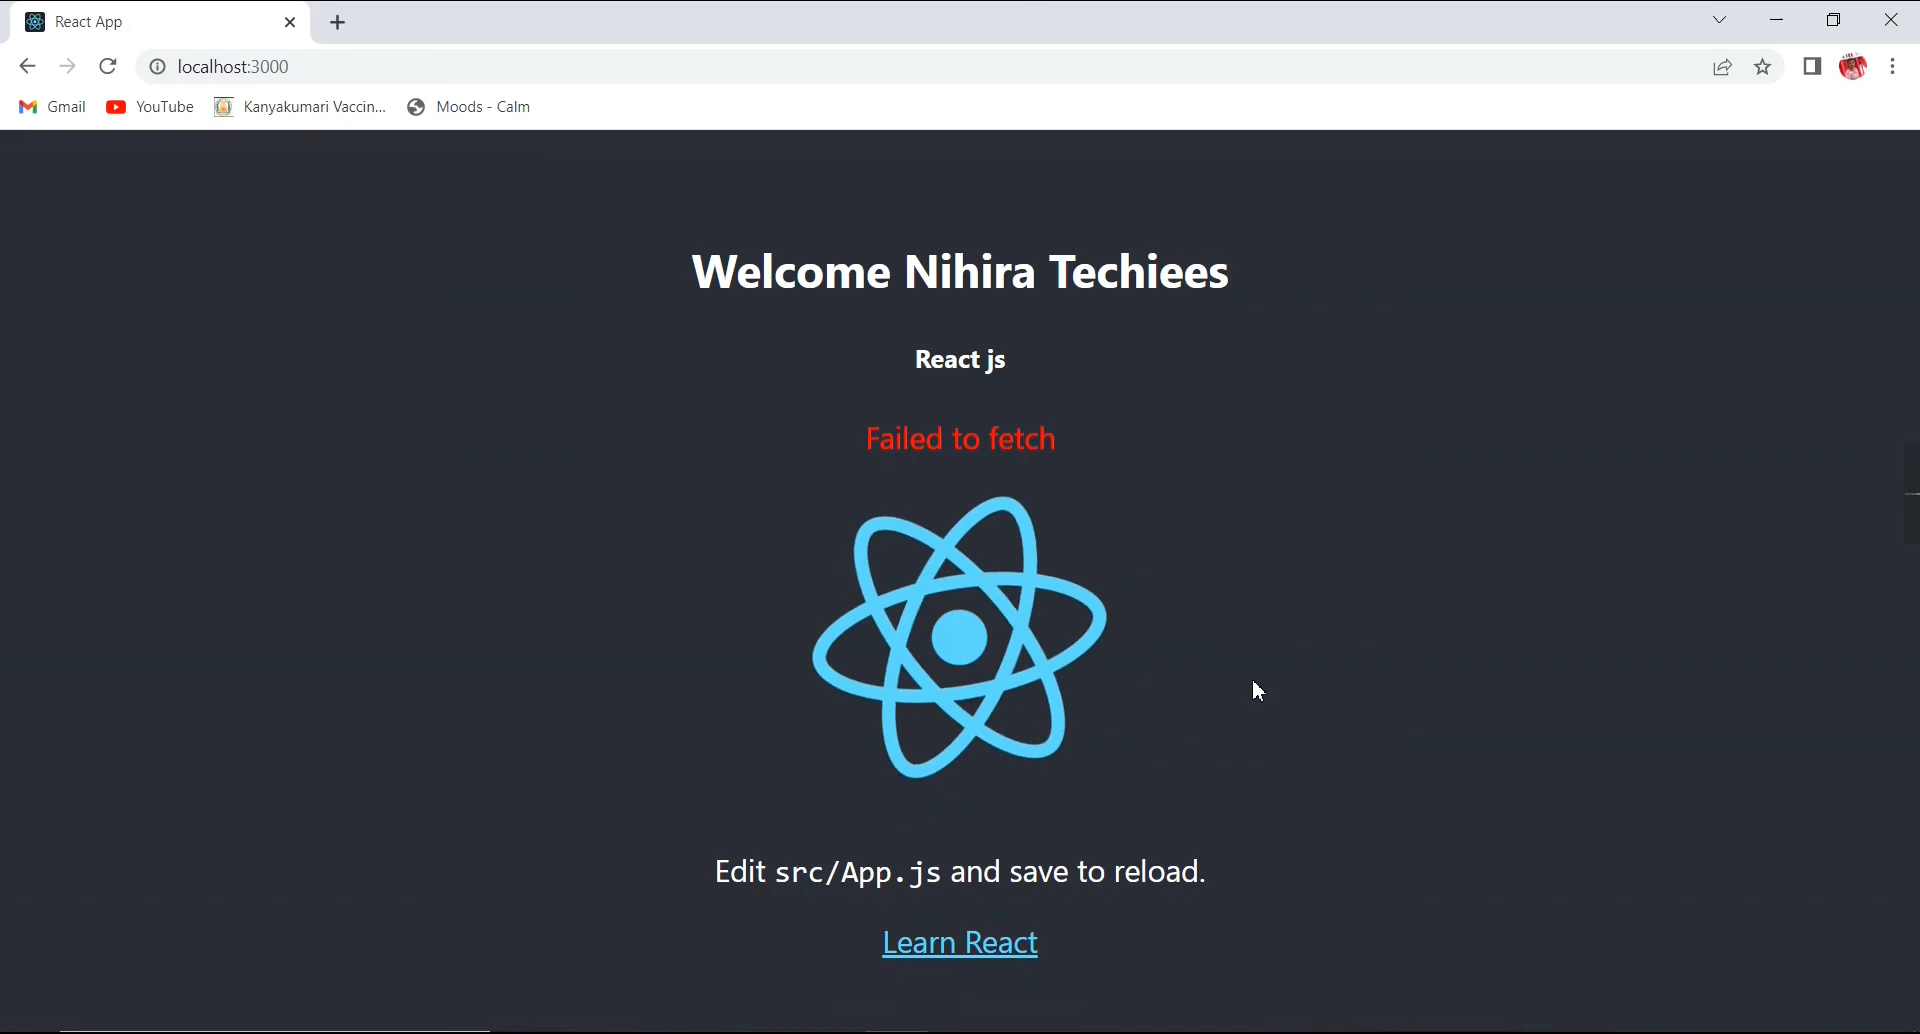 React App
localhost:3000
Gmail
YouTube
Kanyakumari Vaccin...
Moods - Calm
Welcome Nihira Techiees
React js
Failed to fetch
Edit src/App.js and save to reload.
Learn React